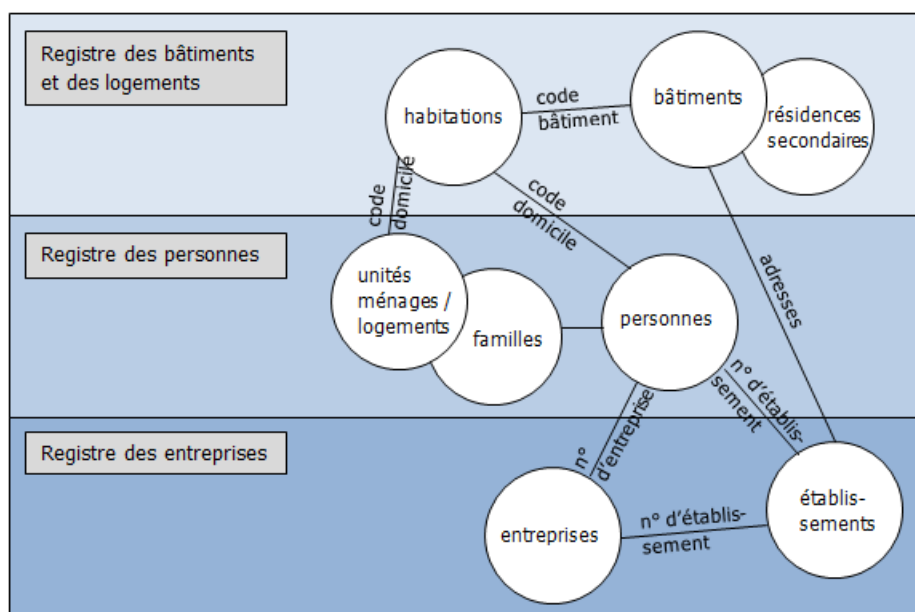 Registre des bâtiments
et des logements
habitations
code
bâtiment
bâtiments
résidences
secondaires
code
domicile
code
domicile
Registre des personnes
unités
ménages /
logements
familles
personnes
adresses
n° d'établis-
sement
n°
d'entreprise
Registre des entreprises
entreprises
n° d'établis-
sement
établis-
sements